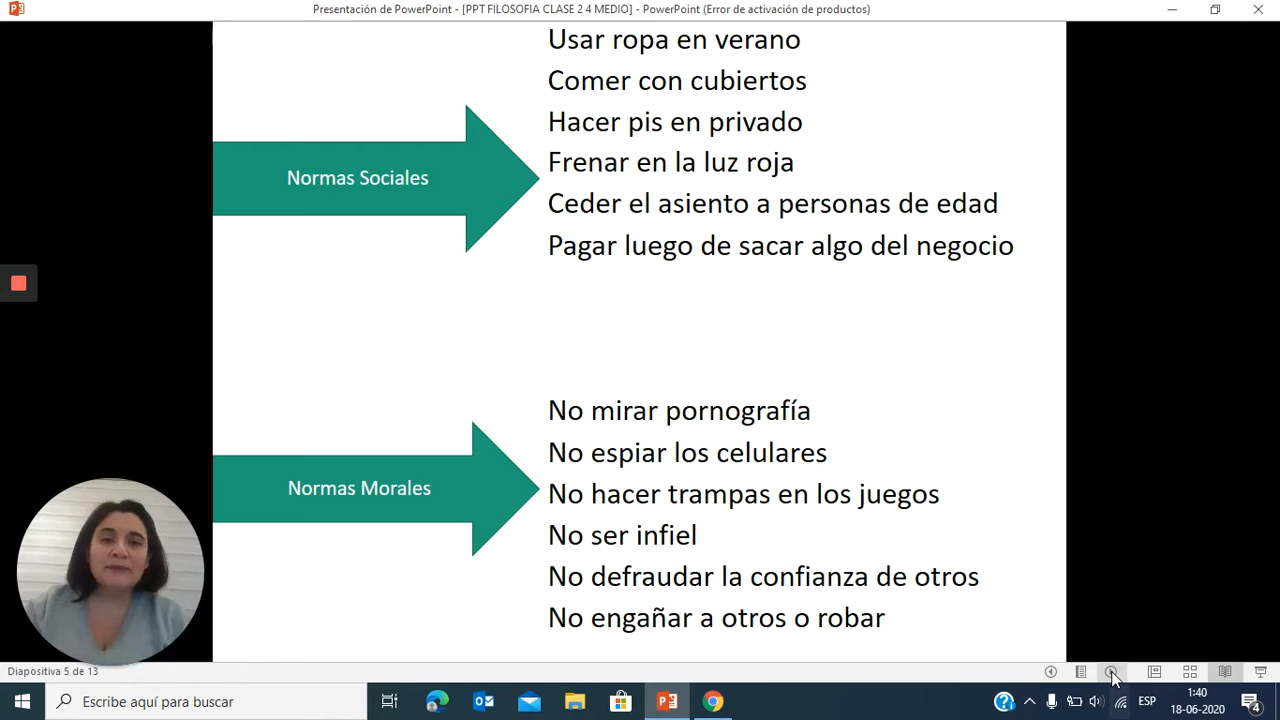 Presentación de PowerPoint - [PPT FILOSOFIA CLASE 2 4 MEDIO] - PowerPoint (Error de activación de productos)
Usar ropa en verano
Comer con cubiertos
Hacer pis en privado
Frenar en la luz roja
Normas Sociales
Ceder el asiento a personas de edad
Pagar luego de sacar algo del negocio
No mirar pornografía
No espiar los celulares
Normas Morales
No hacer trampas en los juegos
No ser infiel
No defraudar la confianza de otros
No engañar a otros o robar
Diapositiva 5 de 13
Escribe aquí para buscar
ESP
1:40
18-06-2020
4